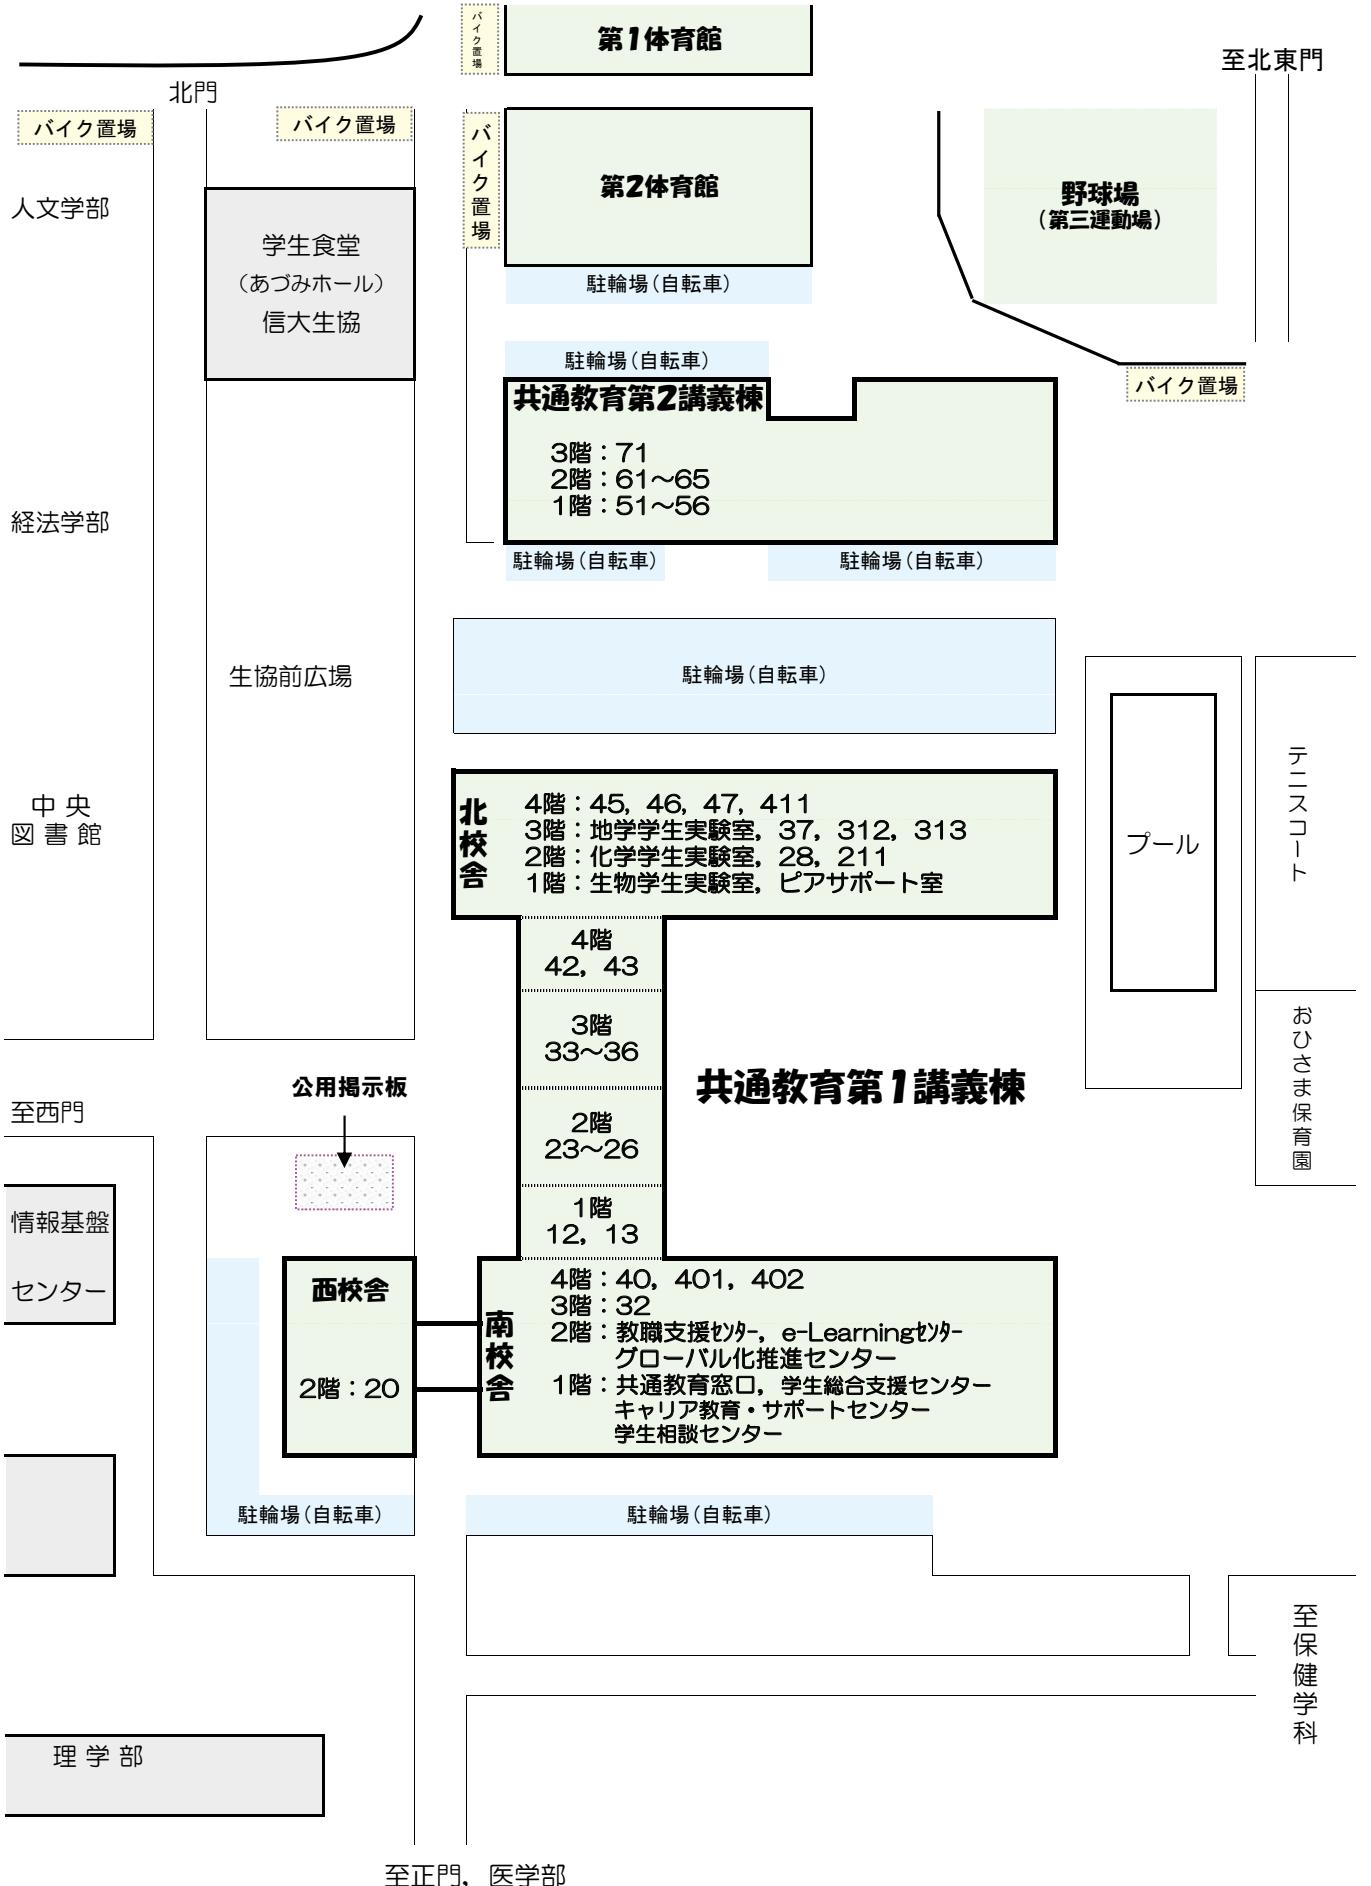 バイク置場
第1体育館
至北東門
北門
バイク置場
バイク置場
バイク置場
第2体育館
野球場
（第三運動場）
人文学部
学生食堂
（あづみホール）
信大生協
駐輪場（自転車）
駐輪場（自転車）
バイク置場
共通教育第2講義棟
3階：71
2階：61～65
1階：51～56
経法学部
駐輪場（自転車）
駐輪場（自転車）
生協前広場
駐輪場（自転車）
テニスコート
プール
中央
図書館
北校舎
4階：45，46，47，411
3階：地学学生実験室，37，312，313
2階：化学学生実験室，28，211
1階：生物学生実験室，ピアサポート室
4階
42，43
3階
33～36
共通教育第1講義棟
おひさま保育園
公用掲示板
至西門
2階
23～26
1階
12，13
情報基盤
センター
西校舎
2階：20
南校舎
4階：40，401，402
3階：32
2階：教職支援ｾﾝﾀｰ，e-Learningｾﾝﾀｰ
グローバル化推進センター
1階：共通教育窓口，学生総合支援センター
キャリア教育・サポートセンター
学生相談センター
駐輪場（自転車）
駐輪場（自転車）
至保健学科
理学部
至正門，医学部